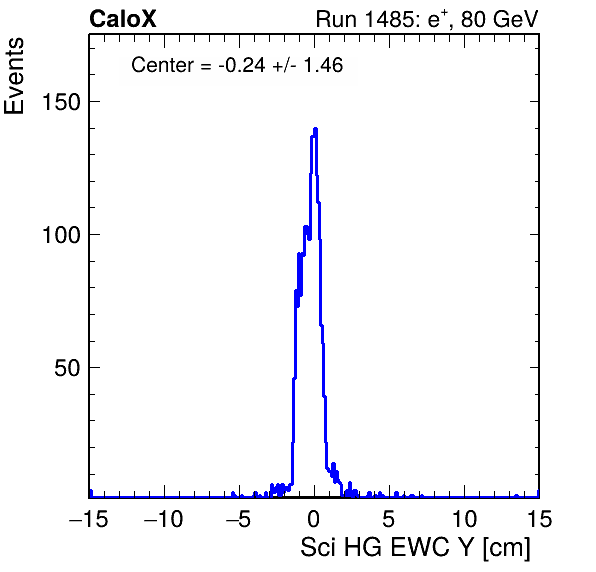 CaloX Run 1485: e+, 80 GeV
Center = -0.24 +/- 1.46
Events
150
100
50
−15 −10 −5 0 5 10 15
Sci HG EWC Y [cm]